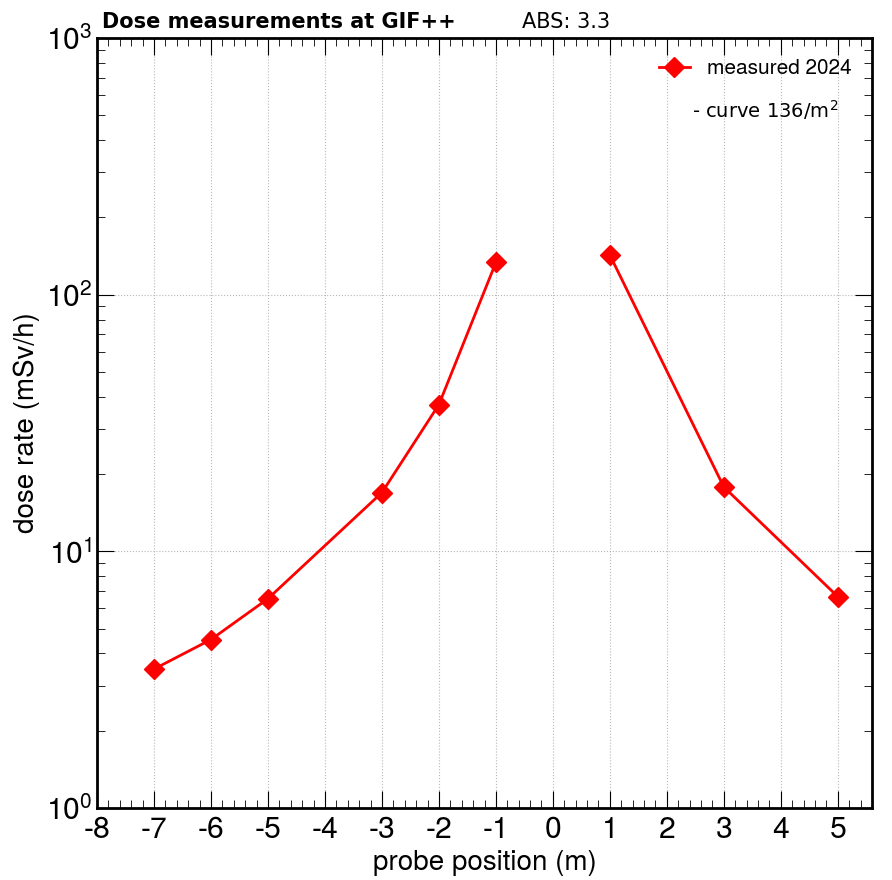 Dose measurements at GIF++ ABS: 3.3
measured 2024
- curve 136/m²
10³
10²
10¹
10⁰
dose rate (mSv/h)
-8 -7 -6 -5 -4 -3 -2 -1 0 1 2 3 4 5
probe position (m)